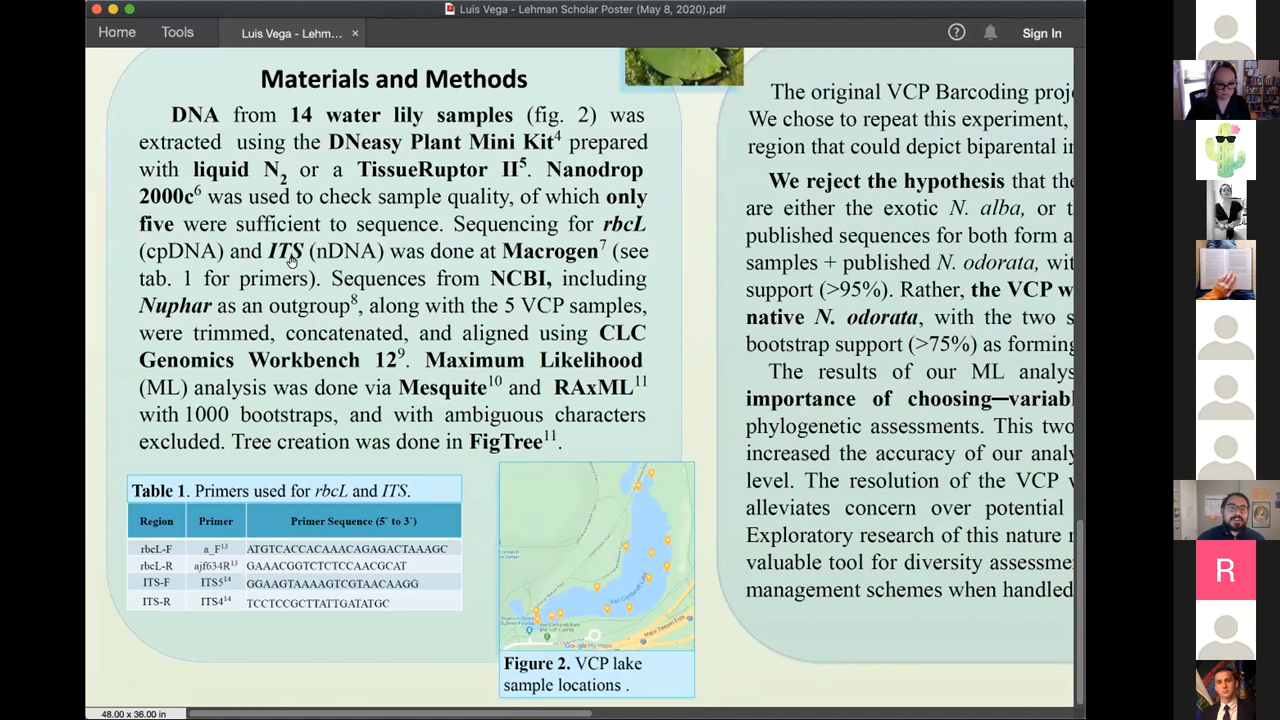 Luis Vega - Lehman Scholar Poster (May 8, 2020).pdf
Home Tools Luis Vega - Lehm... × Sign In
Materials and Methods
DNA from 14 water lily samples (fig. 2) was
extracted using the DNeasy Plant Mini Kit4 prepared
with liquid N2 or a TissueRuptor II5. Nanodrop
2000c6 was used to check sample quality, of which only
five were sufficient to sequence. Sequencing for rbcL
(cpDNA) and ITS (nDNA) was done at Macrogen7 (see
tab. 1 for primers). Sequences from NCBI, including
Nuphar as an outgroup8, along with the 5 VCP samples,
were trimmed, concatenated, and aligned using CLC
Genomics Workbench 129. Maximum Likelihood
(ML) analysis was done via Mesquite10 and RAxML11
with 1000 bootstraps, and with ambiguous characters
excluded. Tree creation was done in FigTree11.
Table 1. Primers used for rbcL and ITS.
Region Primer Primer Sequence (5` to 3`)
rbcL-F a_F13 ATGTCACCACAAACAGAGACTAAAGC
rbcL-R ajf634R13 GAAACGGTCTCTCCAACGCAT
ITS-F ITS514 GGAAGTAAAAGTCGTAACAAGG
ITS-R ITS414 TCCTCCGCTTATTGATATGC
Van Cortlandt Lake
Major Deegan Expy
Google My Maps
Figure 2. VCP lake
sample locations .
The original VCP Barcoding proj
We chose to repeat this experiment,
region that could depict biparental in
We reject the hypothesis that the
are either the exotic N. alba, or t
published sequences for both form a
samples + published N. odorata, wit
support (>95%). Rather, the VCP w
native N. odorata, with the two s
bootstrap support (>75%) as forming
The results of our ML analys
importance of choosing—variabl
phylogenetic assessments. This two
increased the accuracy of our analy
level. The resolution of the VCP w
alleviates concern over potential
Exploratory research of this nature
valuable tool for diversity assessme
management schemes when handled
48.00 x 36.00 in
R